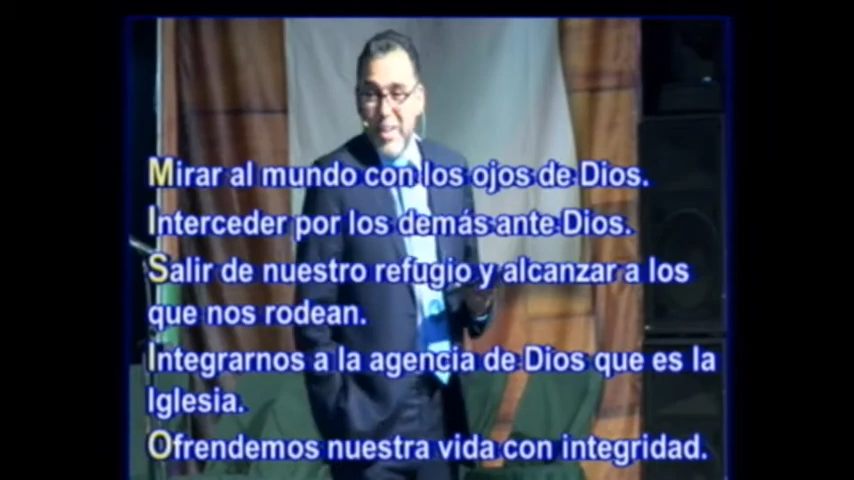 Mirar al mundo con los ojos de Dios.
Interceder por los demás ante Dios.
Salir de nuestro refugio y alcanzar a los
que nos rodean.
Integrarnos a la agencia de Dios que es la
Iglesia.
Ofrendemos nuestra vida con integridad.